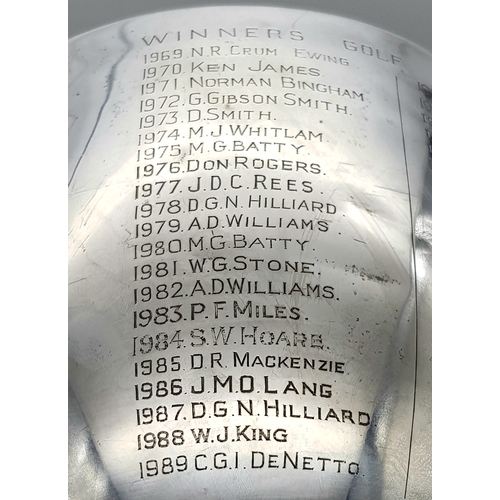 WINNERS GOLF
1969.N.R.CRUM EWING
1970.KEN JAMES.
1971.NORMAN BINGHAM
1972.G.GIBSON SMITH.
1973.D.SMITH.
1974.M.J.WHITLAM.
1975.M.G.BATTY.
1976.DON ROGERS.
1977.J.D.C.REES.
1978.D.G.N.HILLIARD.
1979.A.D.WILLIAMS
1980.M.G.BATTY.
1981.W.G.STONE.
1982.A.D.WILLIAMS.
1983.P.F.MILES.
1984.S.W.HOARE.
1985.D.R.MACKENZIE
1986.J.M.O.LANG
1987.D.G.N.HILLIARD.
1988 W.J.KING
1989 C.G.I.DENETTO.